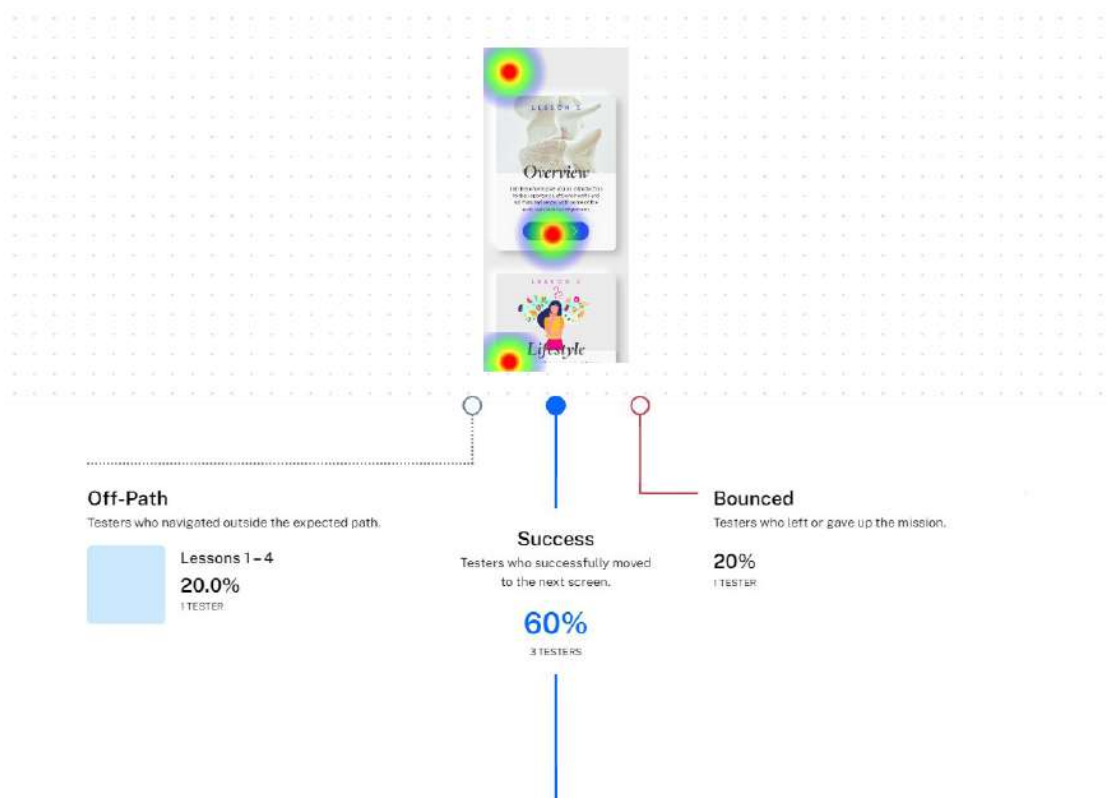 LESSON 1
Overview
LESSON 2
Lifestyle
Off-Path
Testers who navigated outside the expected path.
Lessons 1–4
20.0%
1 TESTER
Success
Testers who successfully moved
to the next screen.
60%
3 TESTERS
Bounced
Testers who left or gave up the mission.
20%
1 TESTER